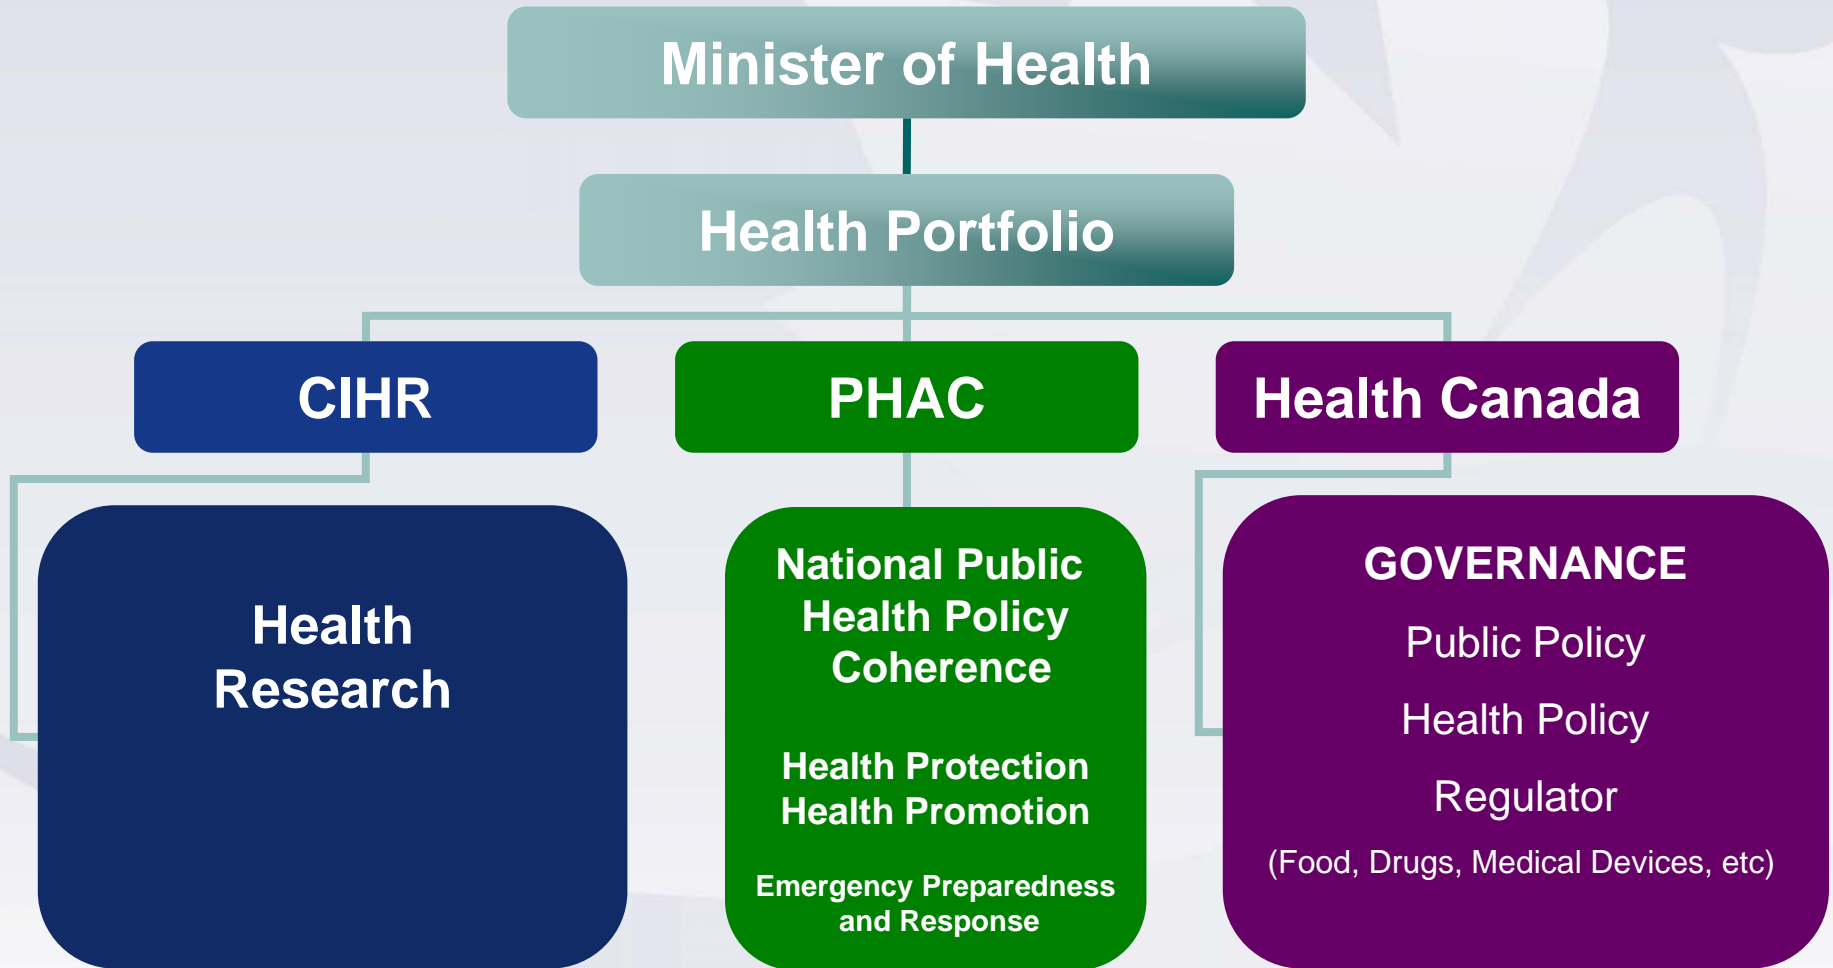 Minister of Health
Health Portfolio
CIHR
PHAC
Health Canada
Health
Research
National Public
Health Policy
Coherence
Health Protection
Health Promotion
Emergency Preparedness
and Response
GOVERNANCE
Public Policy
Health Policy
Regulator
(Food, Drugs, Medical Devices, etc)